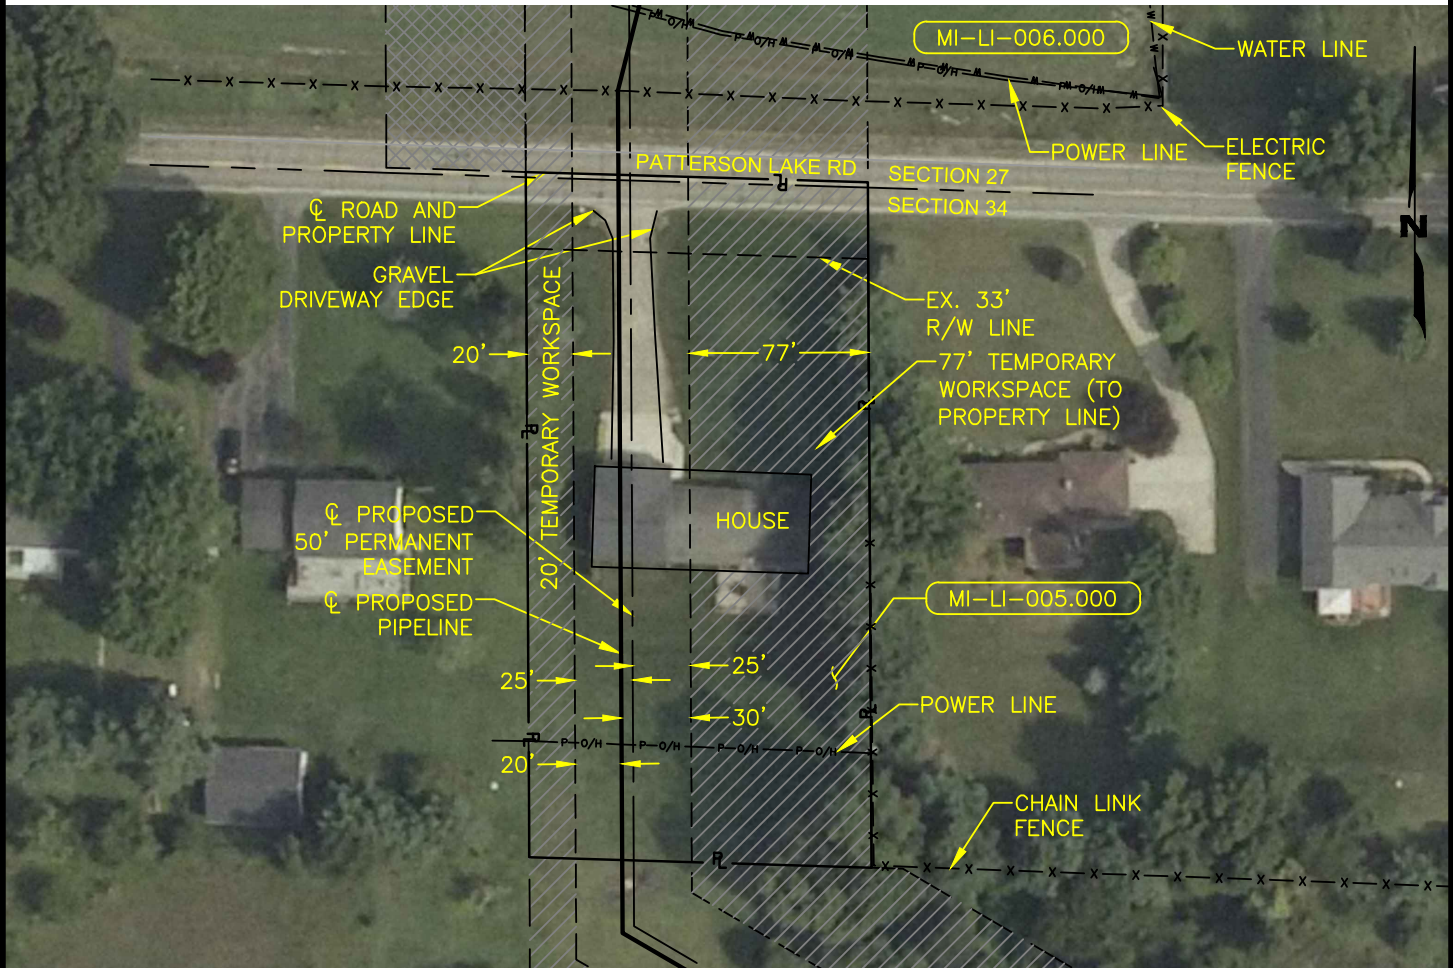 MI-LI-006.000
WATER LINE
POWER LINE
ELECTRIC
FENCE
PATTERSON LAKE RD
SECTION 27
SECTION 34
N
℄ ROAD AND
PROPERTY LINE
GRAVEL
DRIVEWAY EDGE
EX. 33'
R/W LINE
20'
77'
77' TEMPORARY
WORKSPACE (TO
PROPERTY LINE)
20' TEMPORARY WORKSPACE
HOUSE
℄ PROPOSED
50' PERMANENT
EASEMENT
℄ PROPOSED
PIPELINE
MI-LI-005.000
25'
25'
30'
POWER LINE
P O/H P O/H P O/H P O/H
20'
CHAIN LINK
FENCE